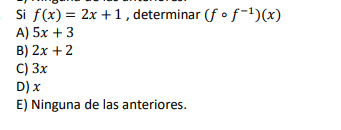 Si f(x) = 2x + 1 , determinar (f ∘ f⁻¹)(x)
A) 5x + 3
B) 2x + 2
C) 3x
D) x
E) Ninguna de las anteriores.